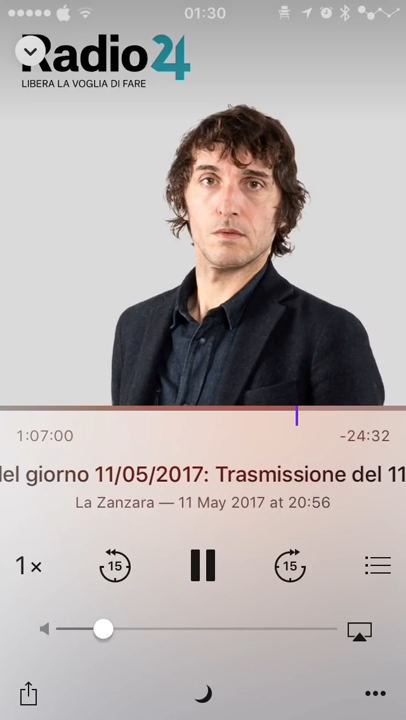 01:30
Radio24
LIBERA LA VOGLIA DI FARE
1:07:00
-24:32
del giorno 11/05/2017: Trasmissione del 11
La Zanzara — 11 May 2017 at 20:56
1×
15
15